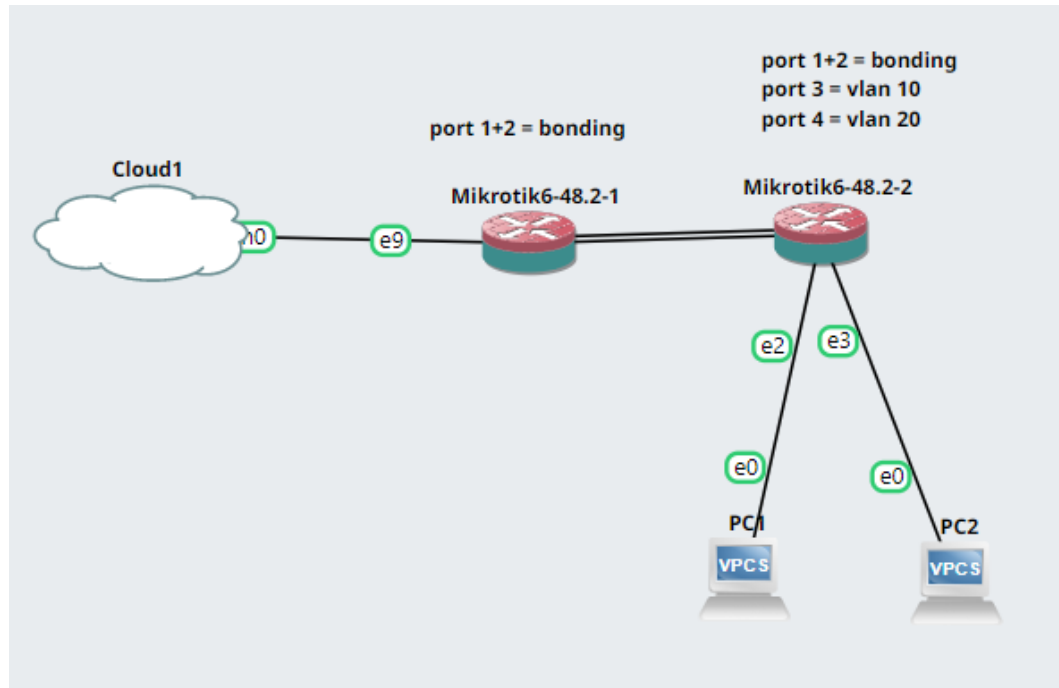 port 1+2 = bonding
port 3 = vlan 10
port 4 = vlan 20
port 1+2 = bonding
Cloud1
Mikrotik6-48.2-1
Mikrotik6-48.2-2
e9
e2
e3
e0
e0
PC1
PC2
VPCS
VPCS